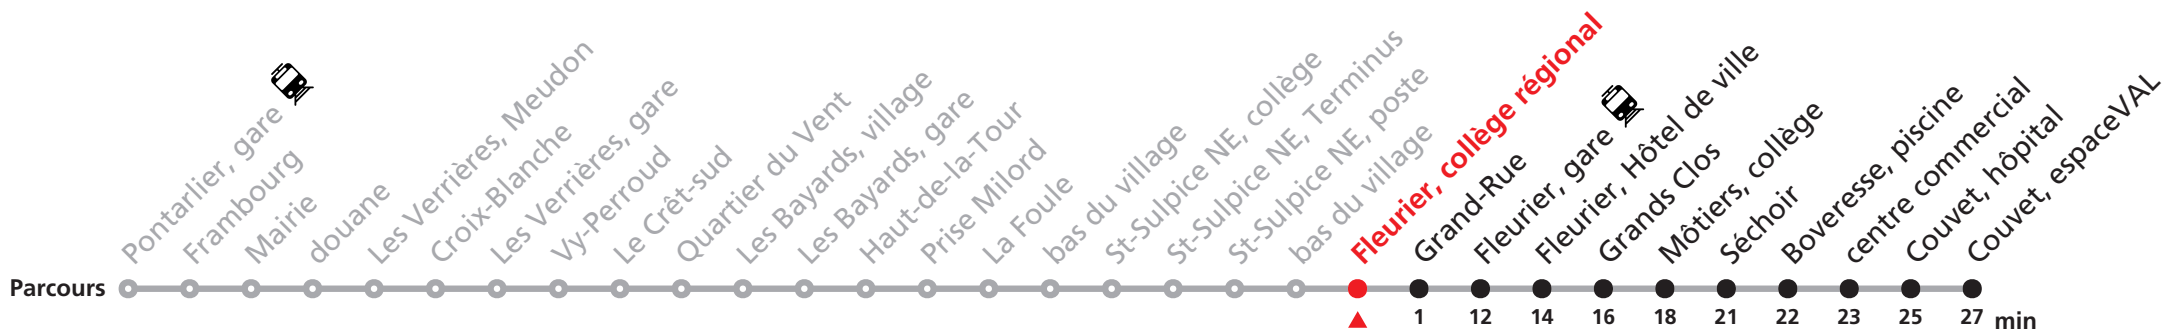 Pontarlier, gare
Frambourg
Mairie
douane
Les Verrières, Meudon
Croix-Blanche
Les Verrières, gare
Vy-Perroud
Le Crêt-sud
Quartier du Vent
Les Bayards, village
Les Bayards, gare
Haut-de-la-Tour
Prise Milord
La Foule
bas du village
St-Sulpice NE, collège
St-Sulpice NE, Terminus
St-Sulpice NE, poste
bas du village
Fleurier, collège régional
Grand-Rue
Fleurier, gare
Fleurier, Hôtel de ville
Grands Clos
Môtiers, collège
Séchoir
Boveresse, piscine
centre commercial
Couvet, hôpital
Couvet, espaceVAL
Parcours
1 12 14 16 18 21 22 23 25 27 min